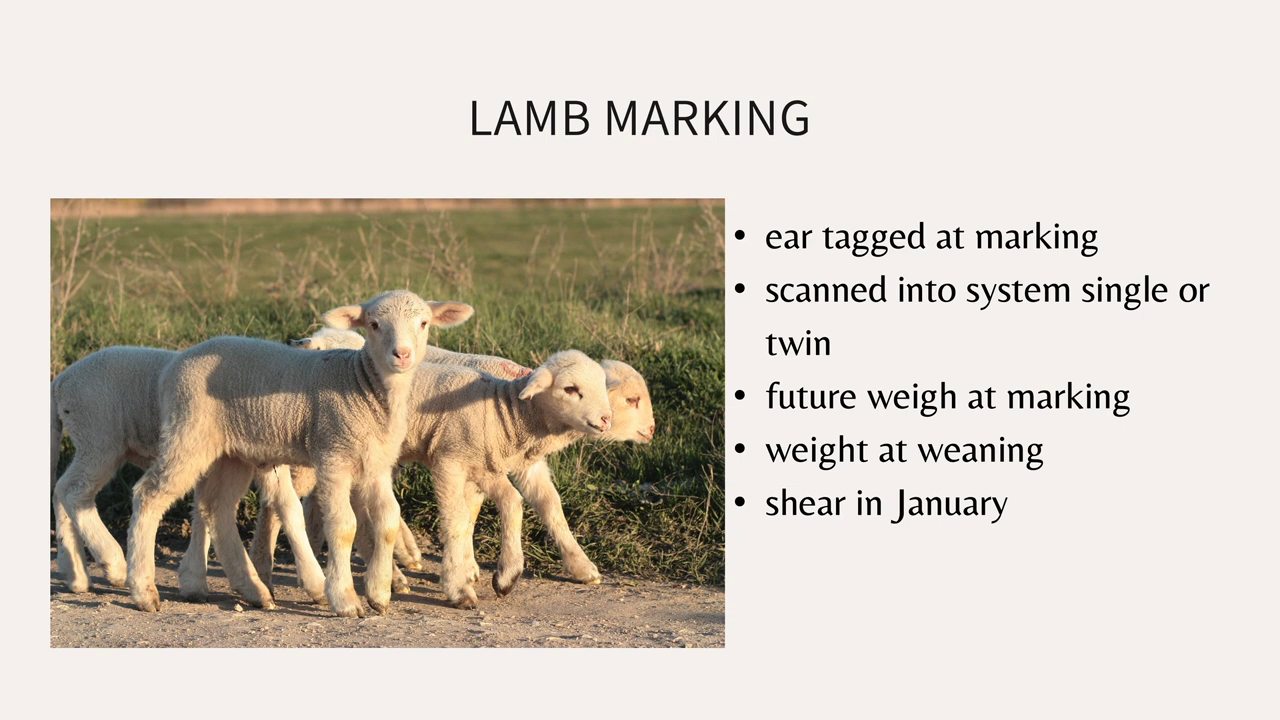 LAMB MARKING
• ear tagged at marking
• scanned into system single or
twin
• future weigh at marking
• weight at weaning
• shear in January